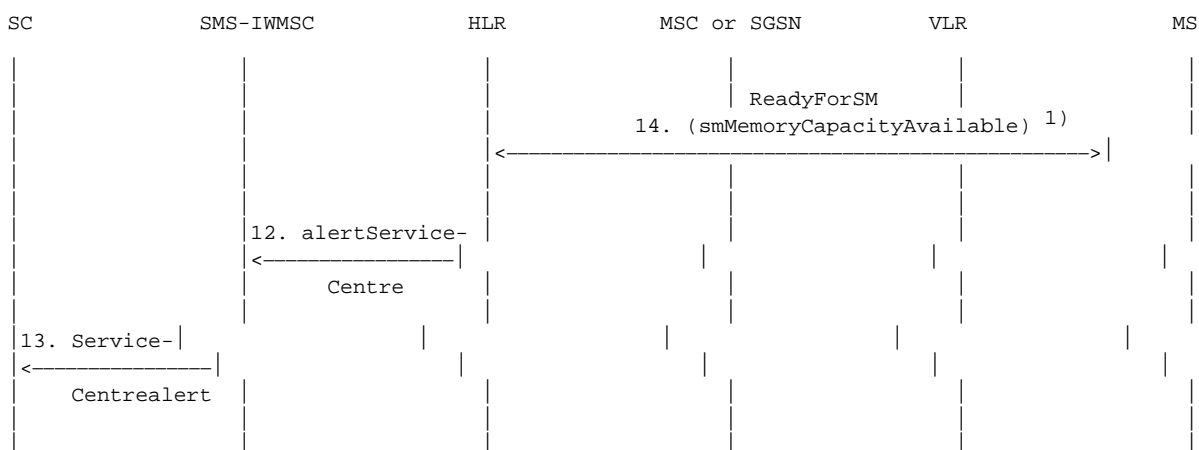 SC SMS-IWMSC HLR MSC or SGSN VLR MS
ReadyForSM
14. (smMemoryCapacityAvailable) 1)
12. alertService-
Centre
13. Service-
Centrealert